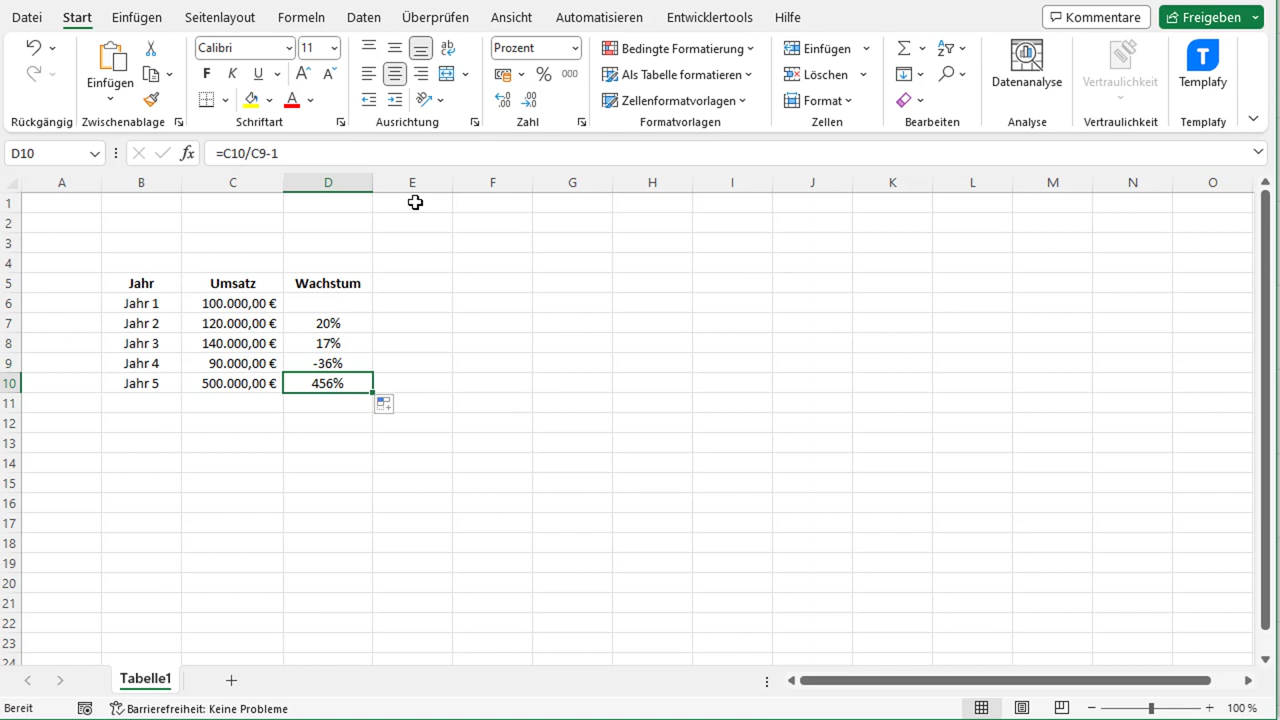 Datei Start Einfügen Seitenlayout Formeln Daten Überprüfen Ansicht Automatisieren Entwicklertools Hilfe Kommentare Freigeben
Calibri 11 Prozent Bedingte Formatierung Einfügen
F K U Als Tabelle formatieren Löschen Einfügen Datenanalyse Vertraulichkeit Templafy
Zellenformatvorlagen Format
Rückgängig Zwischenablage Schriftart Ausrichtung Zahl Formatvorlagen Zellen Bearbeiten Analyse Vertraulichkeit Templafy
D10 fx =C10/C9-1
A B C D E F G H I J K L M N O
1
2
3
4
5 Jahr Umsatz Wachstum
6 Jahr 1 100.000,00 €
7 Jahr 2 120.000,00 € 20%
8 Jahr 3 140.000,00 € 17%
9 Jahr 4 90.000,00 € -36%
10 Jahr 5 500.000,00 € 456%
11
12
13
14
15
16
17
18
19
20
21
22
23
24
Tabelle1
Bereit Barrierefreiheit: Keine Probleme 100 %